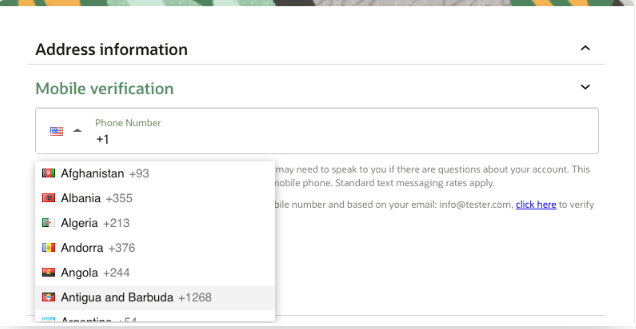 Address information
Mobile verification
Phone Number
+1
may need to speak to you if there are questions about your account. This
mobile phone. Standard text messaging rates apply.
bile number and based on your email: info@tester.com, click here to verify
Afghanistan +93
Albania +355
Algeria +213
Andorra +376
Angola +244
Antigua and Barbuda +1268
Argentina +54